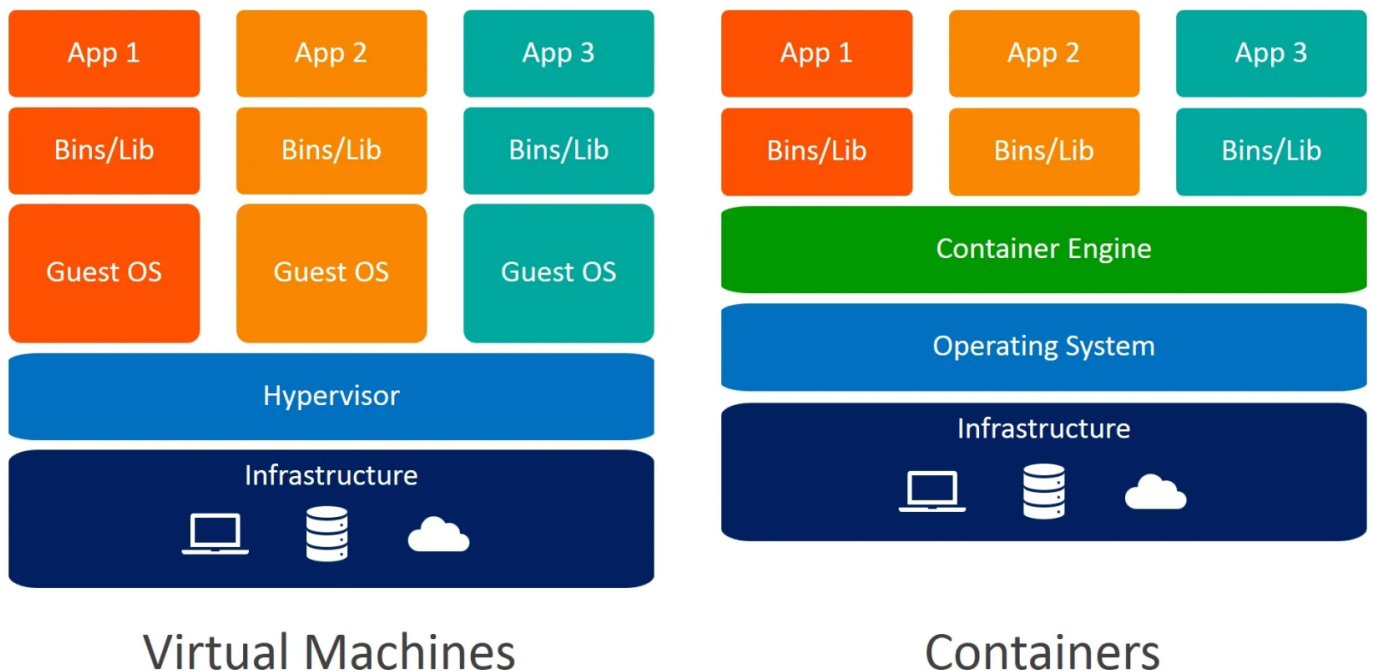 App 1
App 2
App 3
Bins/Lib
Bins/Lib
Bins/Lib
Guest OS
Guest OS
Guest OS
Hypervisor
Infrastructure
Virtual Machines
App 1
App 2
App 3
Bins/Lib
Bins/Lib
Bins/Lib
Container Engine
Operating System
Infrastructure
Containers